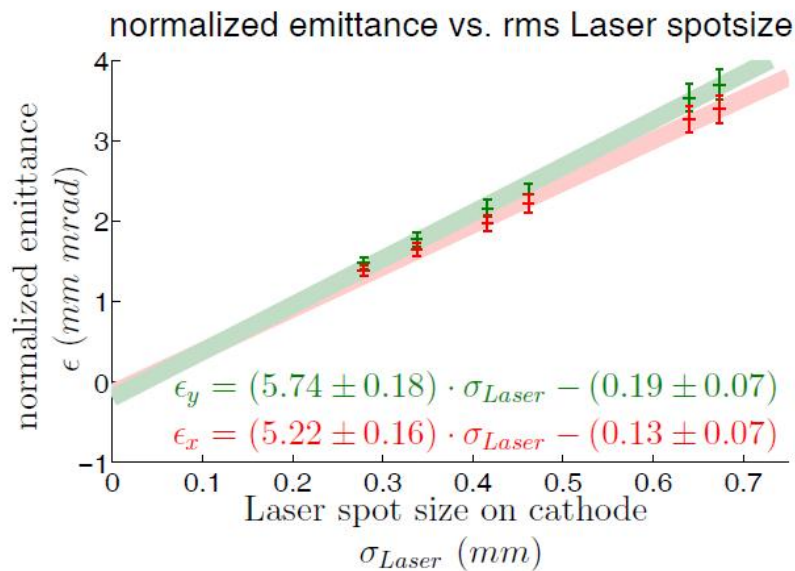 normalized emittance vs. rms Laser spotsize
normalized emittance
ϵ (mm mrad)
4
3
2
1
0
−1
ϵ_y = (5.74 ± 0.18) · σ_Laser − (0.19 ± 0.07)
ϵ_x = (5.22 ± 0.16) · σ_Laser − (0.13 ± 0.07)
0 0.1 0.2 0.3 0.4 0.5 0.6 0.7
Laser spot size on cathode
σ_Laser (mm)